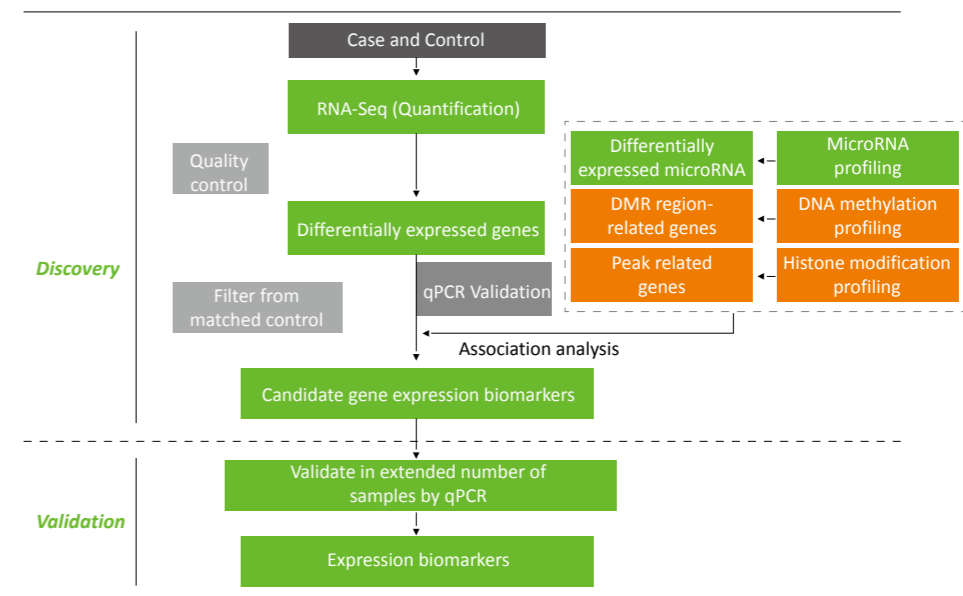 Case and Control
RNA-Seq (Quantification)
Quality
control
Differentially
expressed microRNA
MicroRNA
profiling
DMR region-
related genes
DNA methylation
profiling
Differentially expressed genes
Peak related
genes
Histone modification
profiling
Discovery
qPCR Validation
Filter from
matched control
Association analysis
Candidate gene expression biomarkers
Validate in extended number of
samples by qPCR
Validation
Expression biomarkers